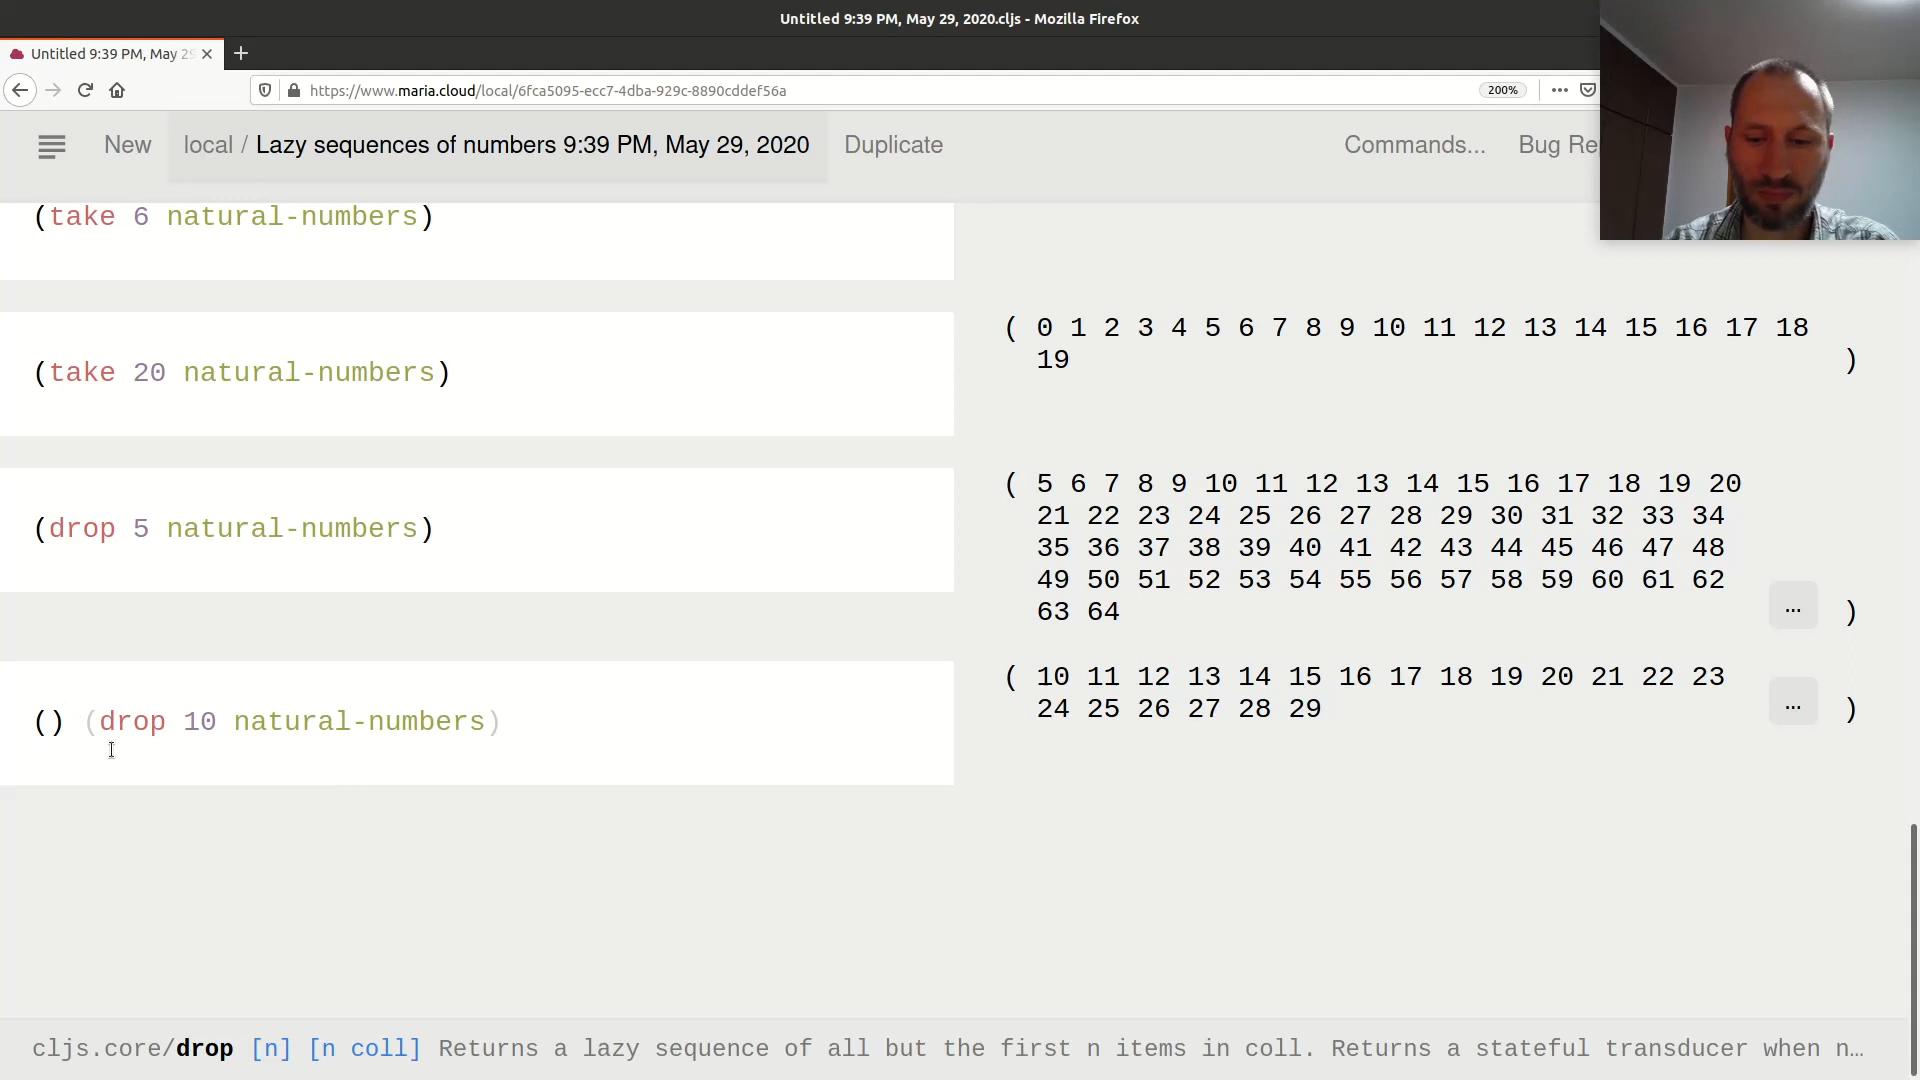 Untitled 9:39 PM, May 29, 2020.cljs - Mozilla Firefox
Untitled 9:39 PM, May 29
https://www.maria.cloud/local/6fca5095-ecc7-4dba-929c-8890cddef56a
200%
New
local / Lazy sequences of numbers 9:39 PM, May 29, 2020
Duplicate
Commands...
Bug Re
(take 6 natural-numbers)
(take 20 natural-numbers)
( 0 1 2 3 4 5 6 7 8 9 10 11 12 13 14 15 16 17 18
19 )
(drop 5 natural-numbers)
( 5 6 7 8 9 10 11 12 13 14 15 16 17 18 19 20
21 22 23 24 25 26 27 28 29 30 31 32 33 34
35 36 37 38 39 40 41 42 43 44 45 46 47 48
49 50 51 52 53 54 55 56 57 58 59 60 61 62
63 64 ... )
() (drop 10 natural-numbers)
( 10 11 12 13 14 15 16 17 18 19 20 21 22 23
24 25 26 27 28 29 ... )
cljs.core/drop [n] [n coll] Returns a lazy sequence of all but the first n items in coll. Returns a stateful transducer when n…